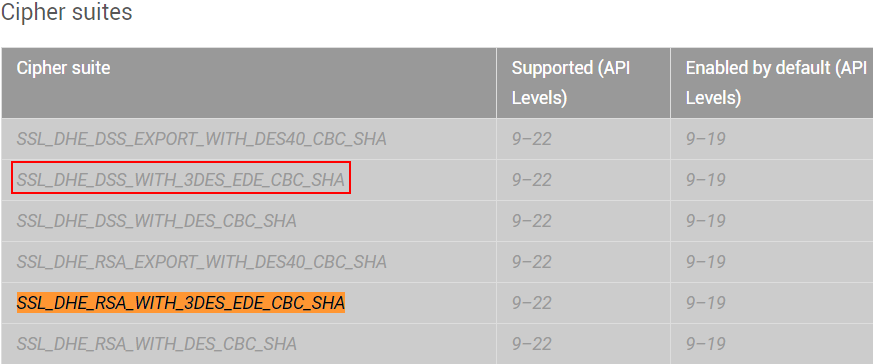 Cipher suites
Cipher suite Supported (API Levels) Enabled by default (API Levels)
SSL_DHE_DSS_EXPORT_WITH_DES40_CBC_SHA 9–22 9–19
SSL_DHE_DSS_WITH_3DES_EDE_CBC_SHA 9–22 9–19
SSL_DHE_DSS_WITH_DES_CBC_SHA 9–22 9–19
SSL_DHE_RSA_EXPORT_WITH_DES40_CBC_SHA 9–22 9–19
SSL_DHE_RSA_WITH_3DES_EDE_CBC_SHA 9–22 9–19
SSL_DHE_RSA_WITH_DES_CBC_SHA 9–22 9–19